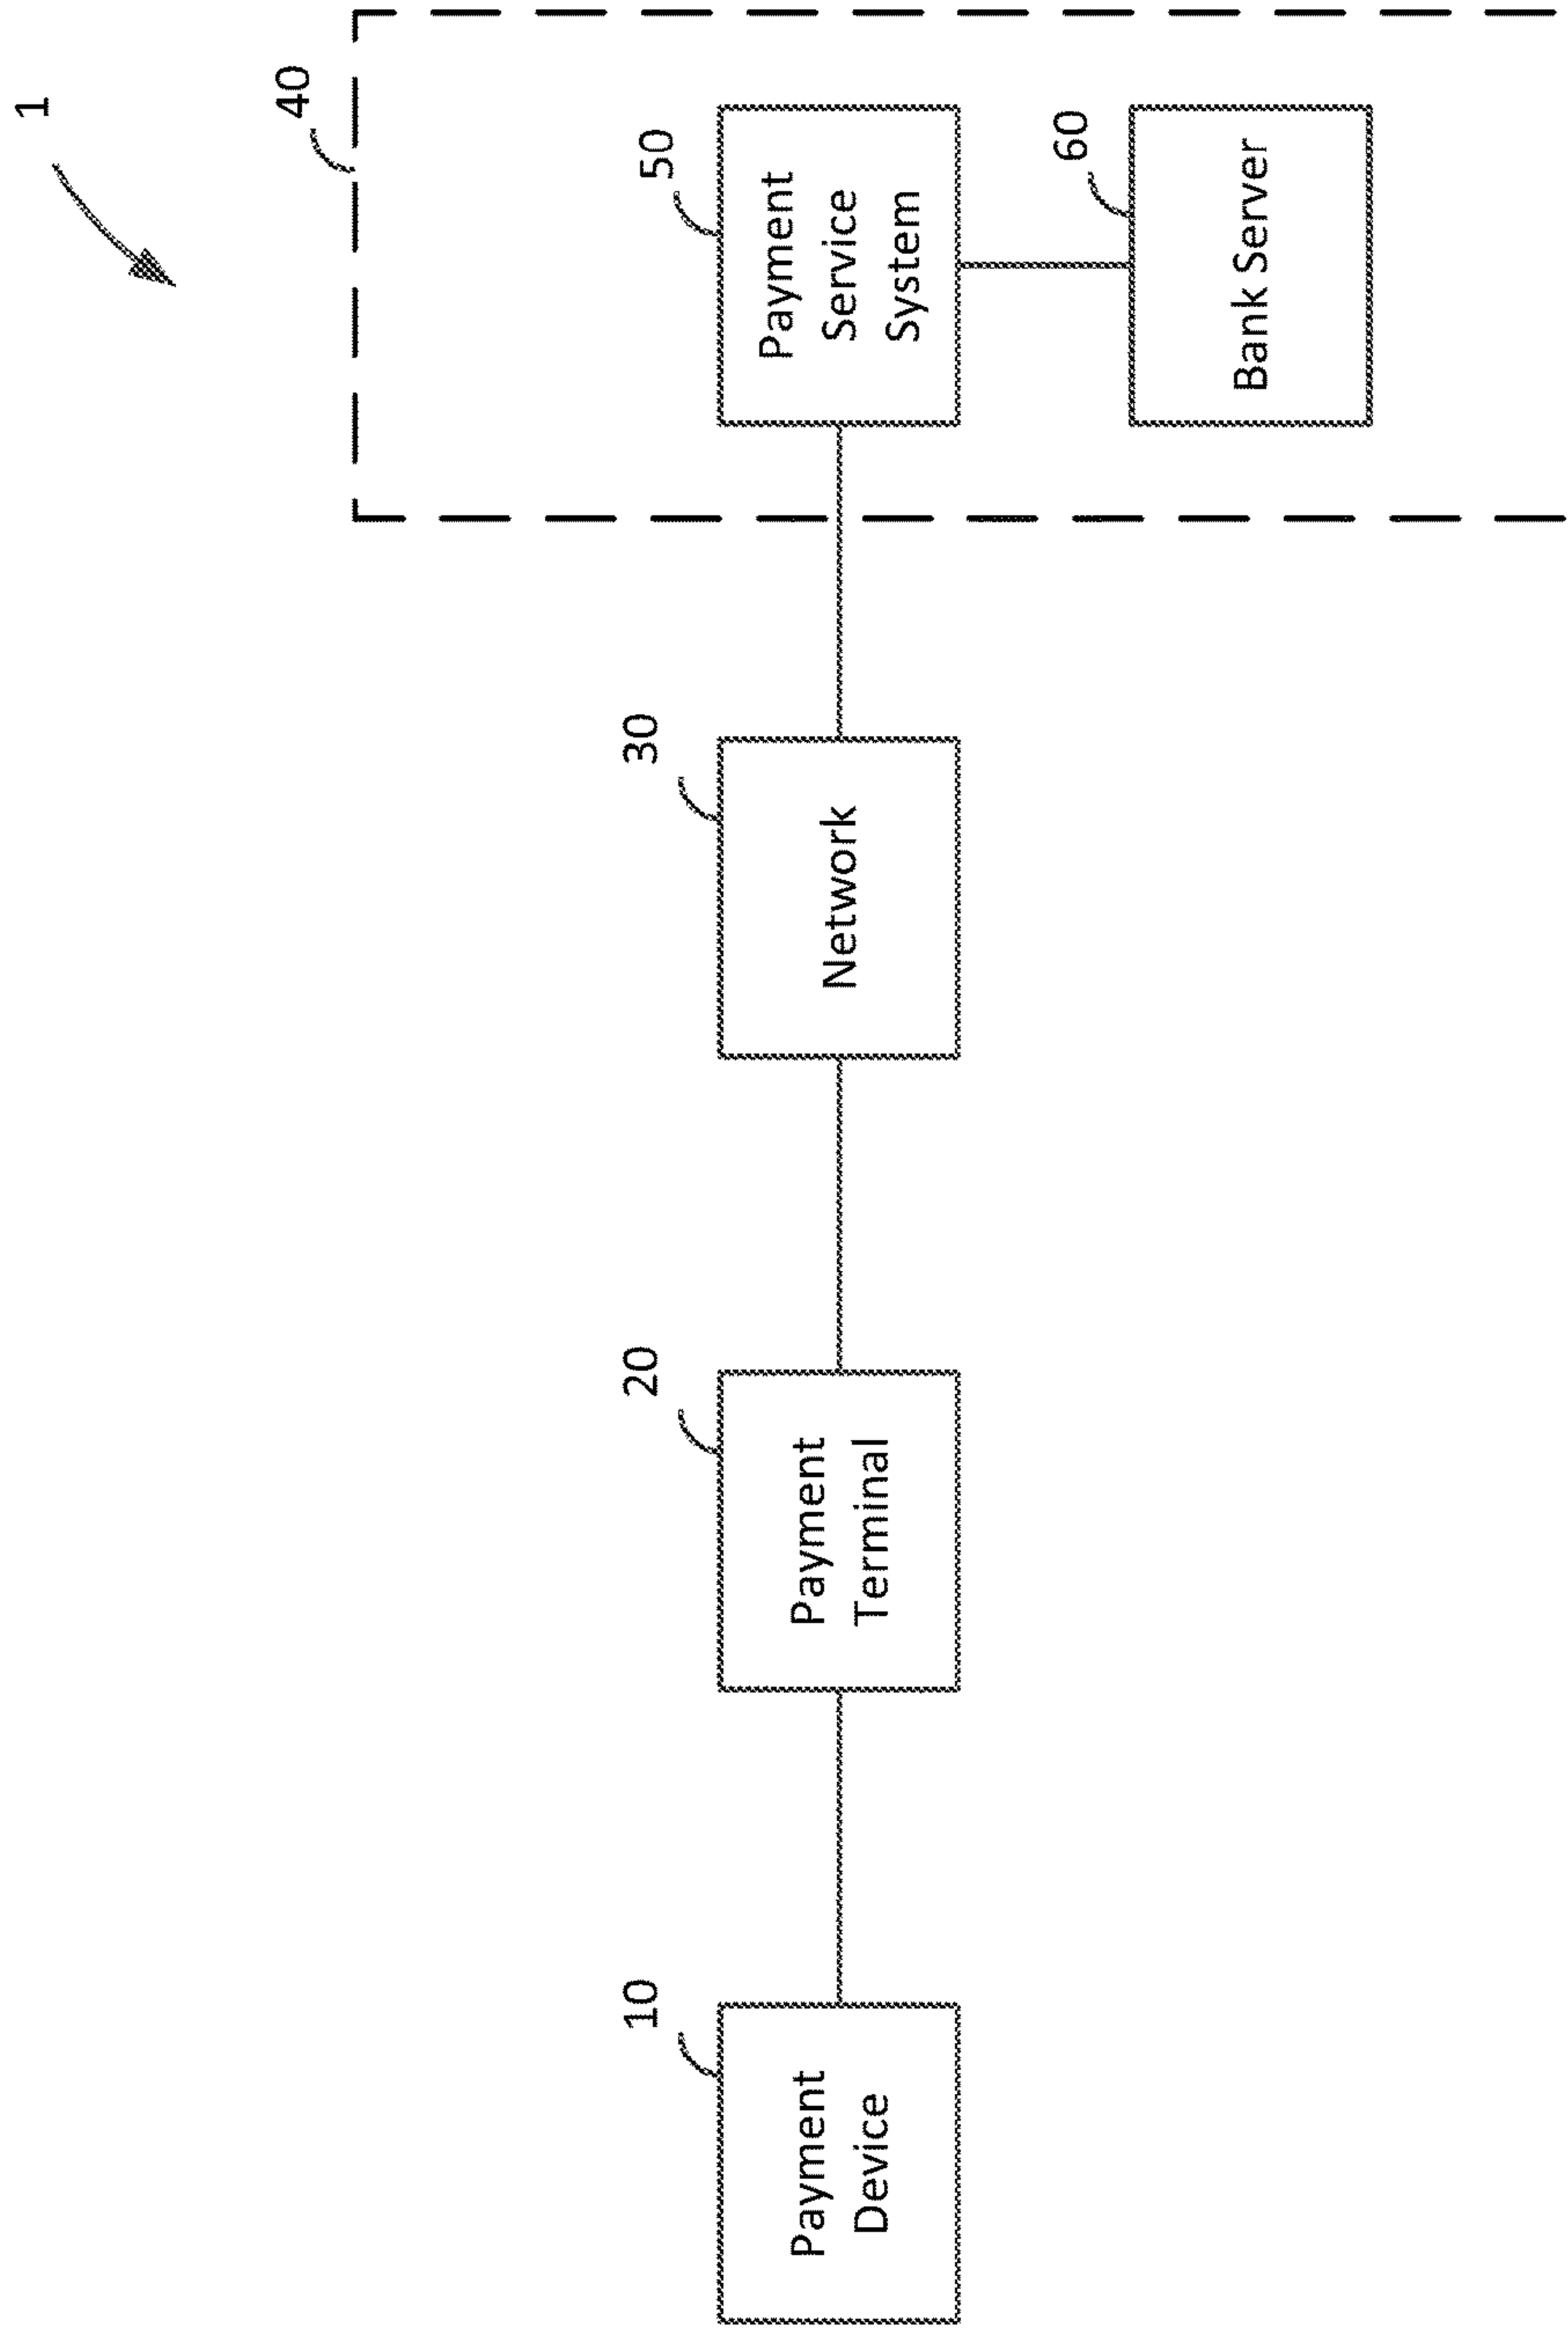 1
40
10
Payment
Device
20
Payment
Terminal
30
Network
50
Payment
Service
System
60
Bank Server